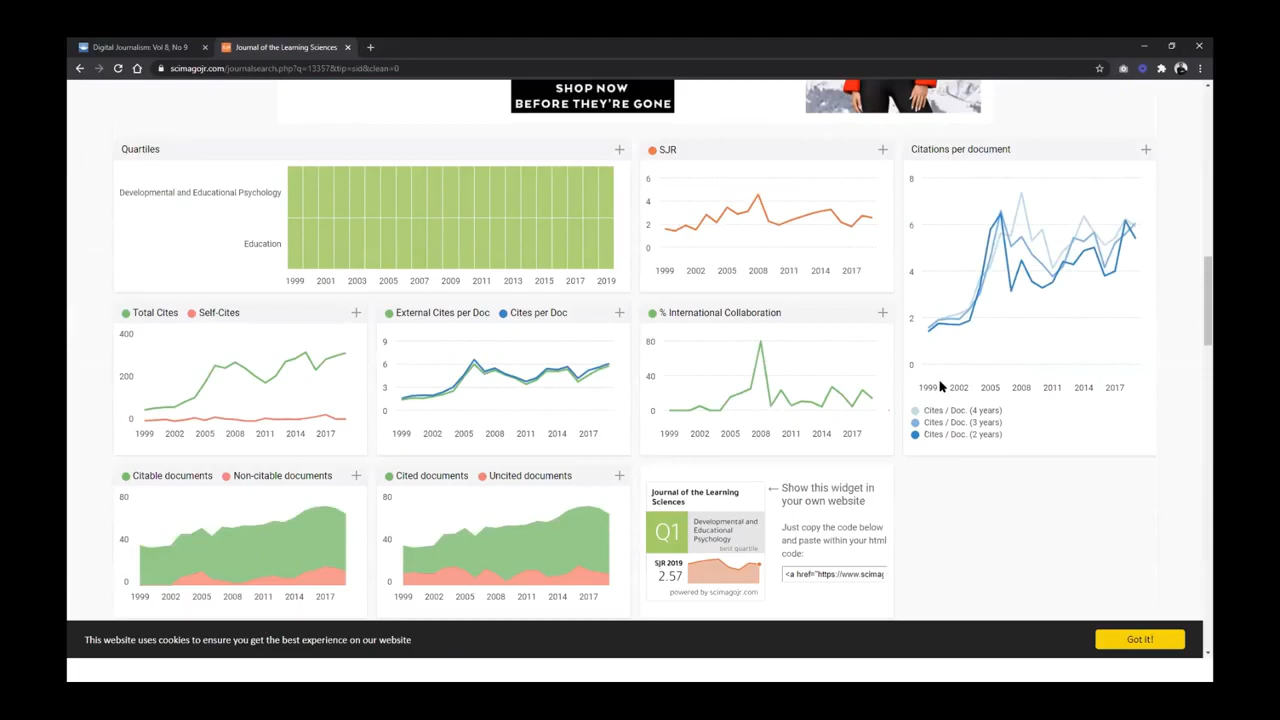 Digital Journalism: Vol 8, No 9
Journal of the Learning Sciences
scimagojr.com/journalsearch.php?q=13357&tip=sid&clean=0
SHOP NOW
BEFORE THEY'RE GONE
Quartiles
Developmental and Educational Psychology
Education
1999 2001 2003 2005 2007 2009 2011 2013 2015 2017 2019
SJR
6
4
2
0
1999 2002 2005 2008 2011 2014 2017
Citations per document
8
6
4
2
0
1999 2002 2005 2008 2011 2014 2017
Cites / Doc. (4 years)
Cites / Doc. (3 years)
Cites / Doc. (2 years)
Total Cites Self-Cites
400
200
0
1999 2002 2005 2008 2011 2014 2017
External Cites per Doc Cites per Doc
9
6
3
0
1999 2002 2005 2008 2011 2014 2017
% International Collaboration
80
40
0
1999 2002 2005 2008 2011 2014 2017
Citable documents Non-citable documents
80
40
0
1999 2002 2005 2008 2011 2014 2017
Cited documents Uncited documents
80
40
0
1999 2002 2005 2008 2011 2014 2017
Journal of the Learning
Sciences
Q1
Developmental and
Educational
Psychology
best quartile
SJR 2019
2.57
powered by scimagojr.com
← Show this widget in
your own website
Just copy the code below
and paste within your html
code:
<a href="https://www.scimag
This website uses cookies to ensure you get the best experience on our website
Got it!